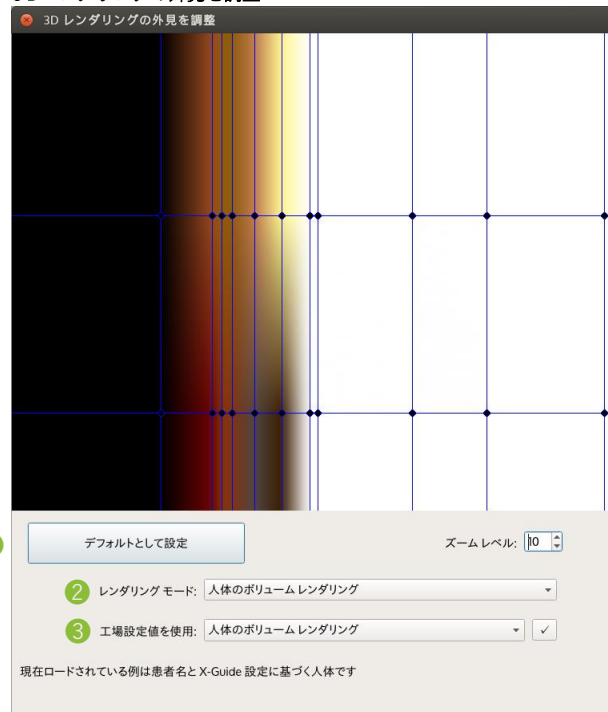 3D レンダリングの外見を調整
デフォルトとして設定
ズーム レベル: 10
2 レンダリング モード: 人体のボリューム レンダリング
3 工場設定値を使用: 人体のボリューム レンダリング ✓
現在ロードされている例は患者名と X-Guide 設定に基づく人体です